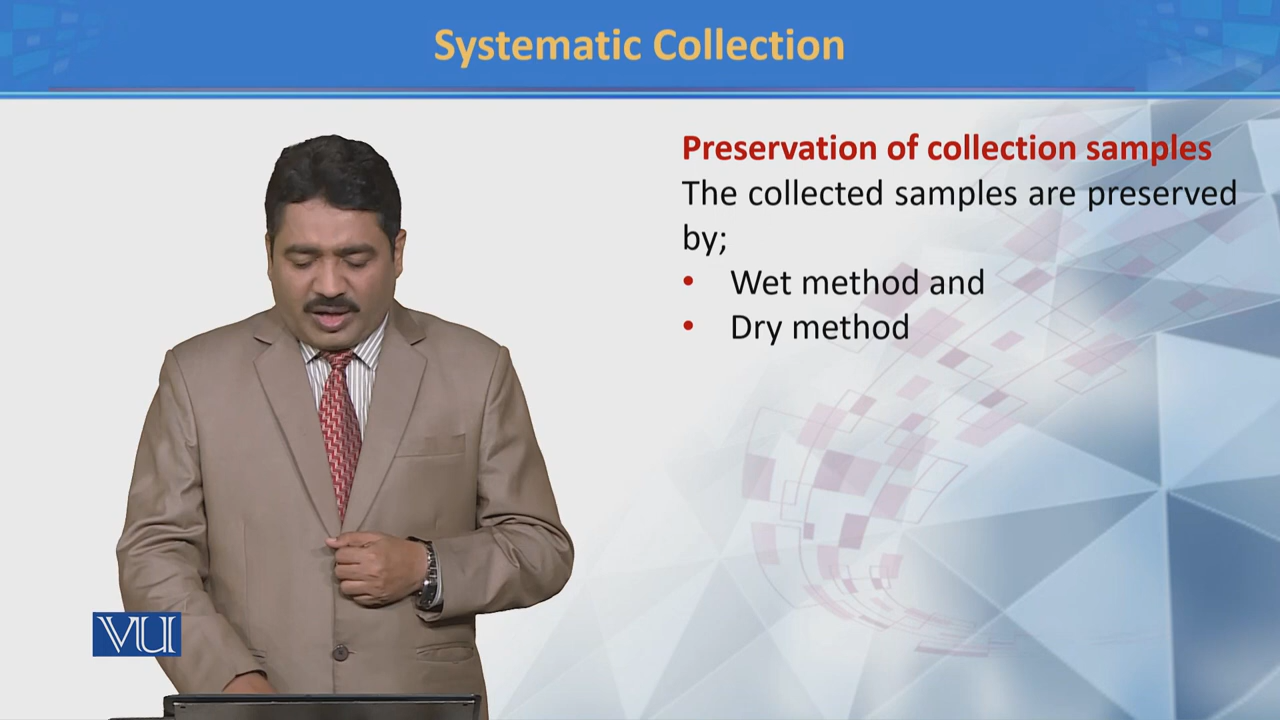 Systematic Collection
Preservation of collection samples
The collected samples are preserved
by;
• Wet method and
• Dry method
VU